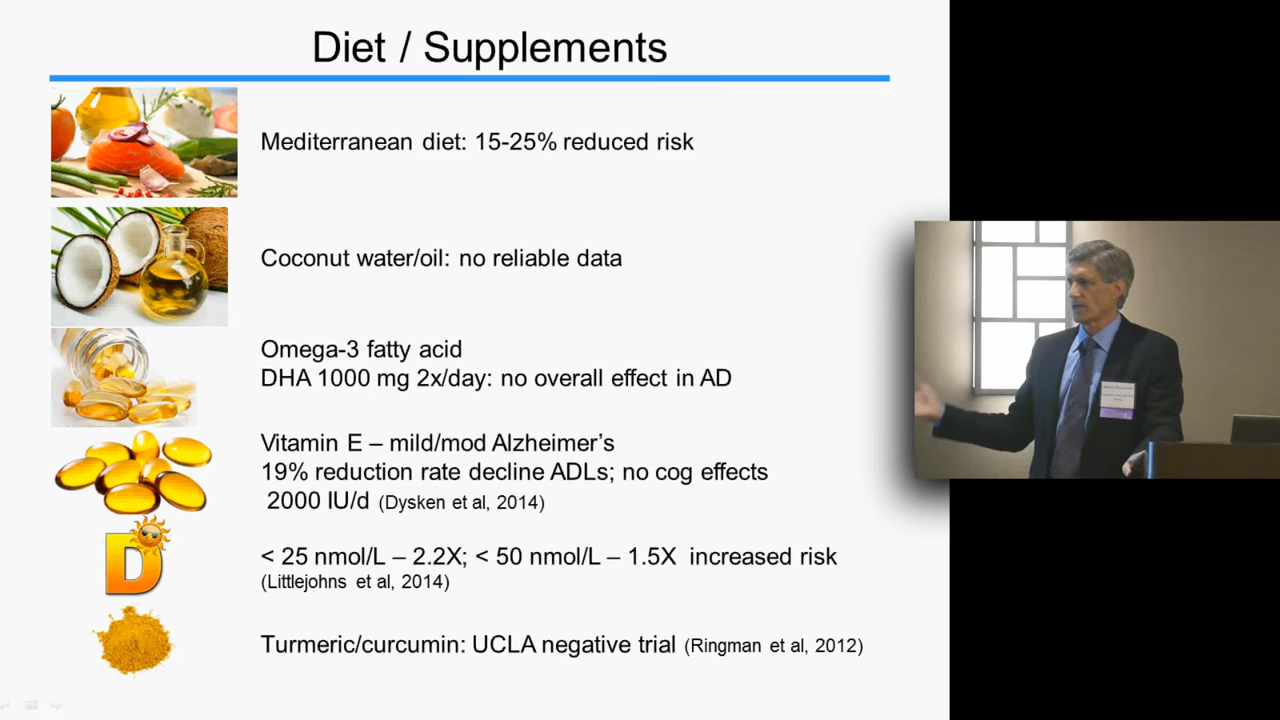 Diet / Supplements
Mediterranean diet: 15-25% reduced risk
Coconut water/oil: no reliable data
Omega-3 fatty acid
DHA 1000 mg 2x/day: no overall effect in AD
Vitamin E – mild/mod Alzheimer's
19% reduction rate decline ADLs; no cog effects
2000 IU/d (Dysken et al, 2014)
D
< 25 nmol/L – 2.2X; < 50 nmol/L – 1.5X increased risk
(Littlejohns et al, 2014)
Turmeric/curcumin: UCLA negative trial (Ringman et al, 2012)